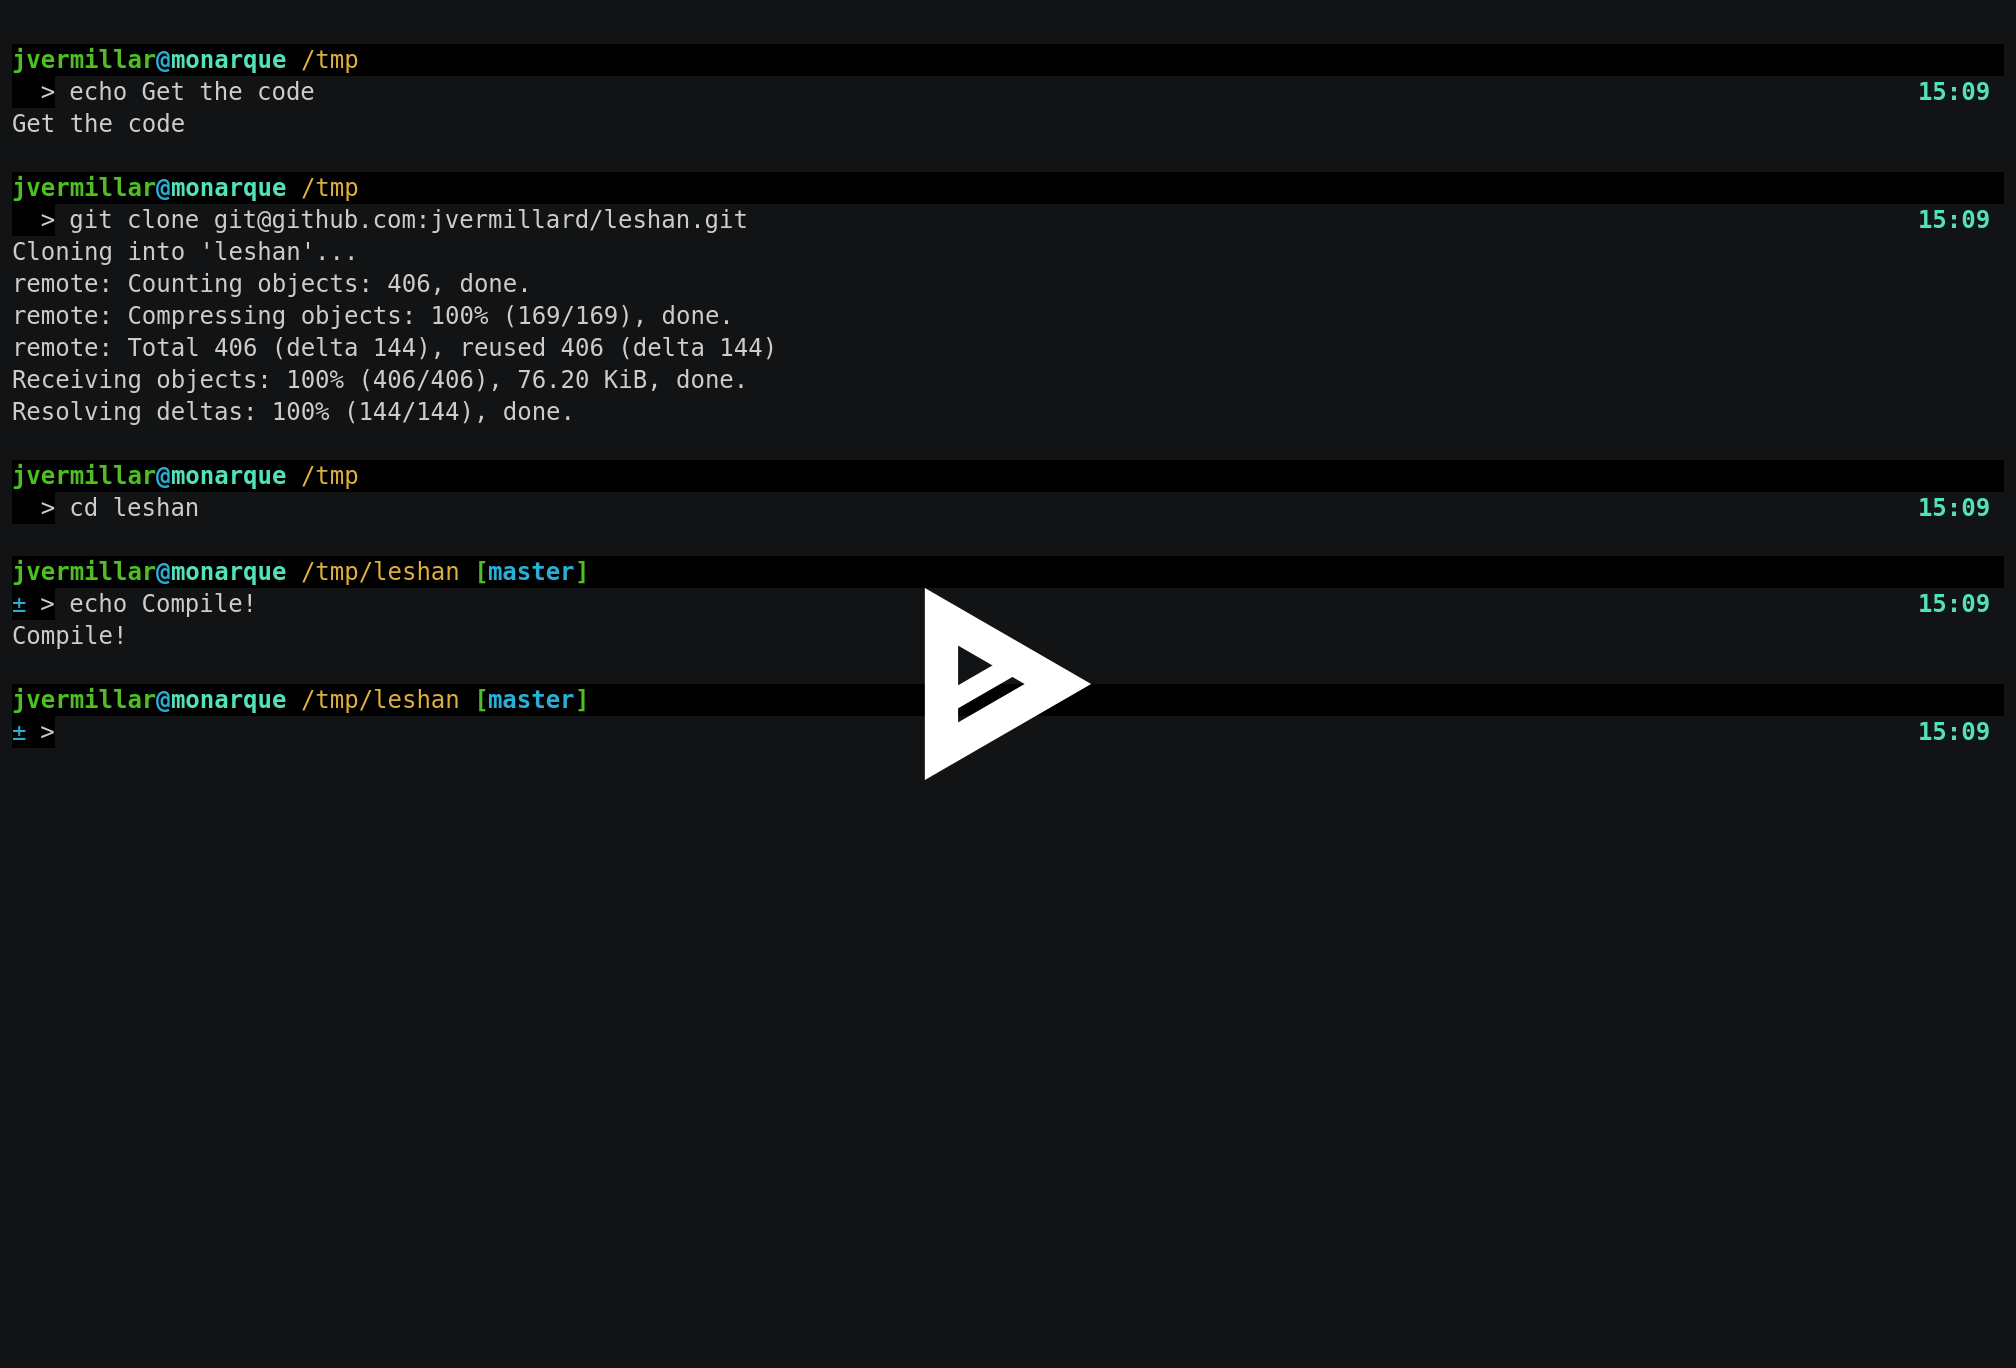 jvermillar@monarque /tmp
> echo Get the code 15:09
Get the code
jvermillar@monarque /tmp
> git clone git@github.com:jvermillard/leshan.git 15:09
Cloning into 'leshan'...
remote: Counting objects: 406, done.
remote: Compressing objects: 100% (169/169), done.
remote: Total 406 (delta 144), reused 406 (delta 144)
Receiving objects: 100% (406/406), 76.20 KiB, done.
Resolving deltas: 100% (144/144), done.
jvermillar@monarque /tmp
> cd leshan 15:09
jvermillar@monarque /tmp/leshan [master]
± > echo Compile! 15:09
Compile!
jvermillar@monarque /tmp/leshan [master]
± > 15:09